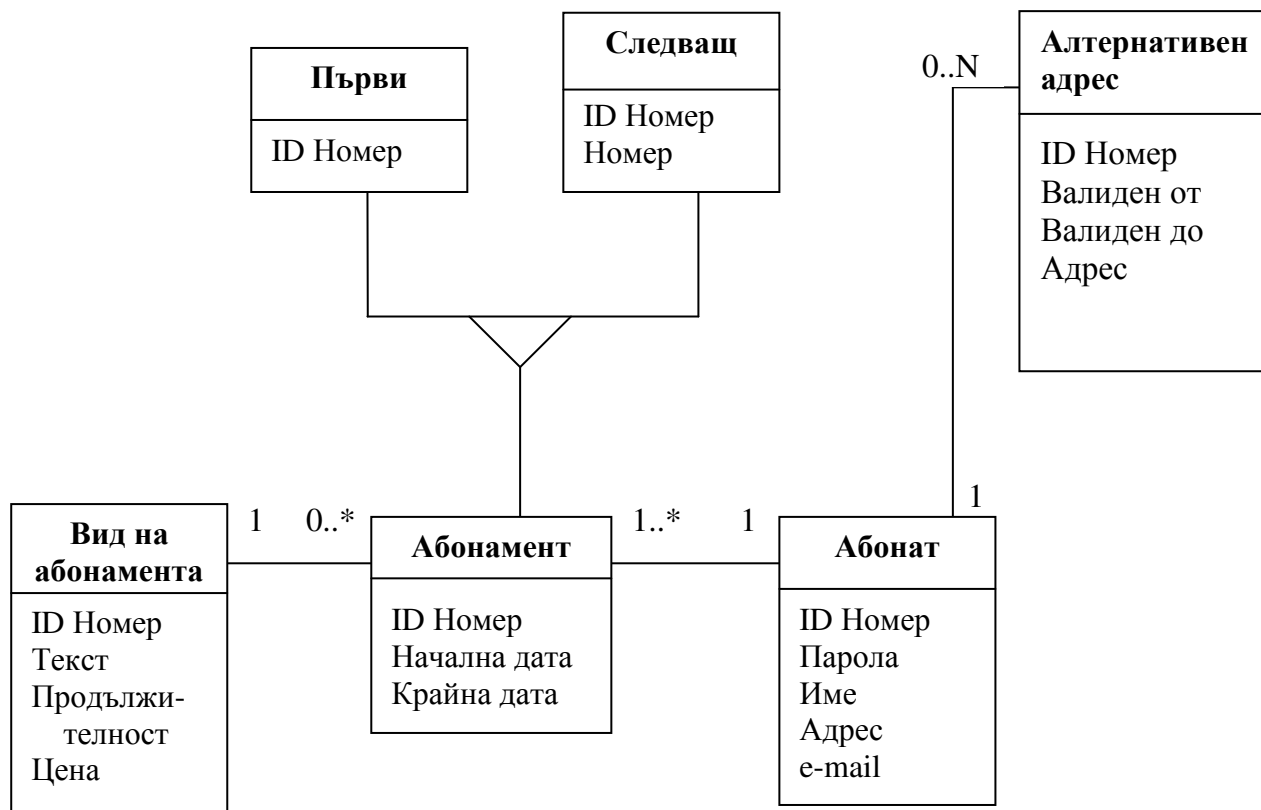 Първи
ID Номер
Следващ
ID Номер
Номер
0..N
Алтернативен
адрес
ID Номер
Валиден от
Валиден до
Адрес
Вид на
абонамента
ID Номер
Текст
Продължи-
телност
Цена
1
0..*
Абонамент
ID Номер
Начална дата
Крайна дата
1..*
1
1
Абонат
ID Номер
Парола
Име
Адрес
e-mail